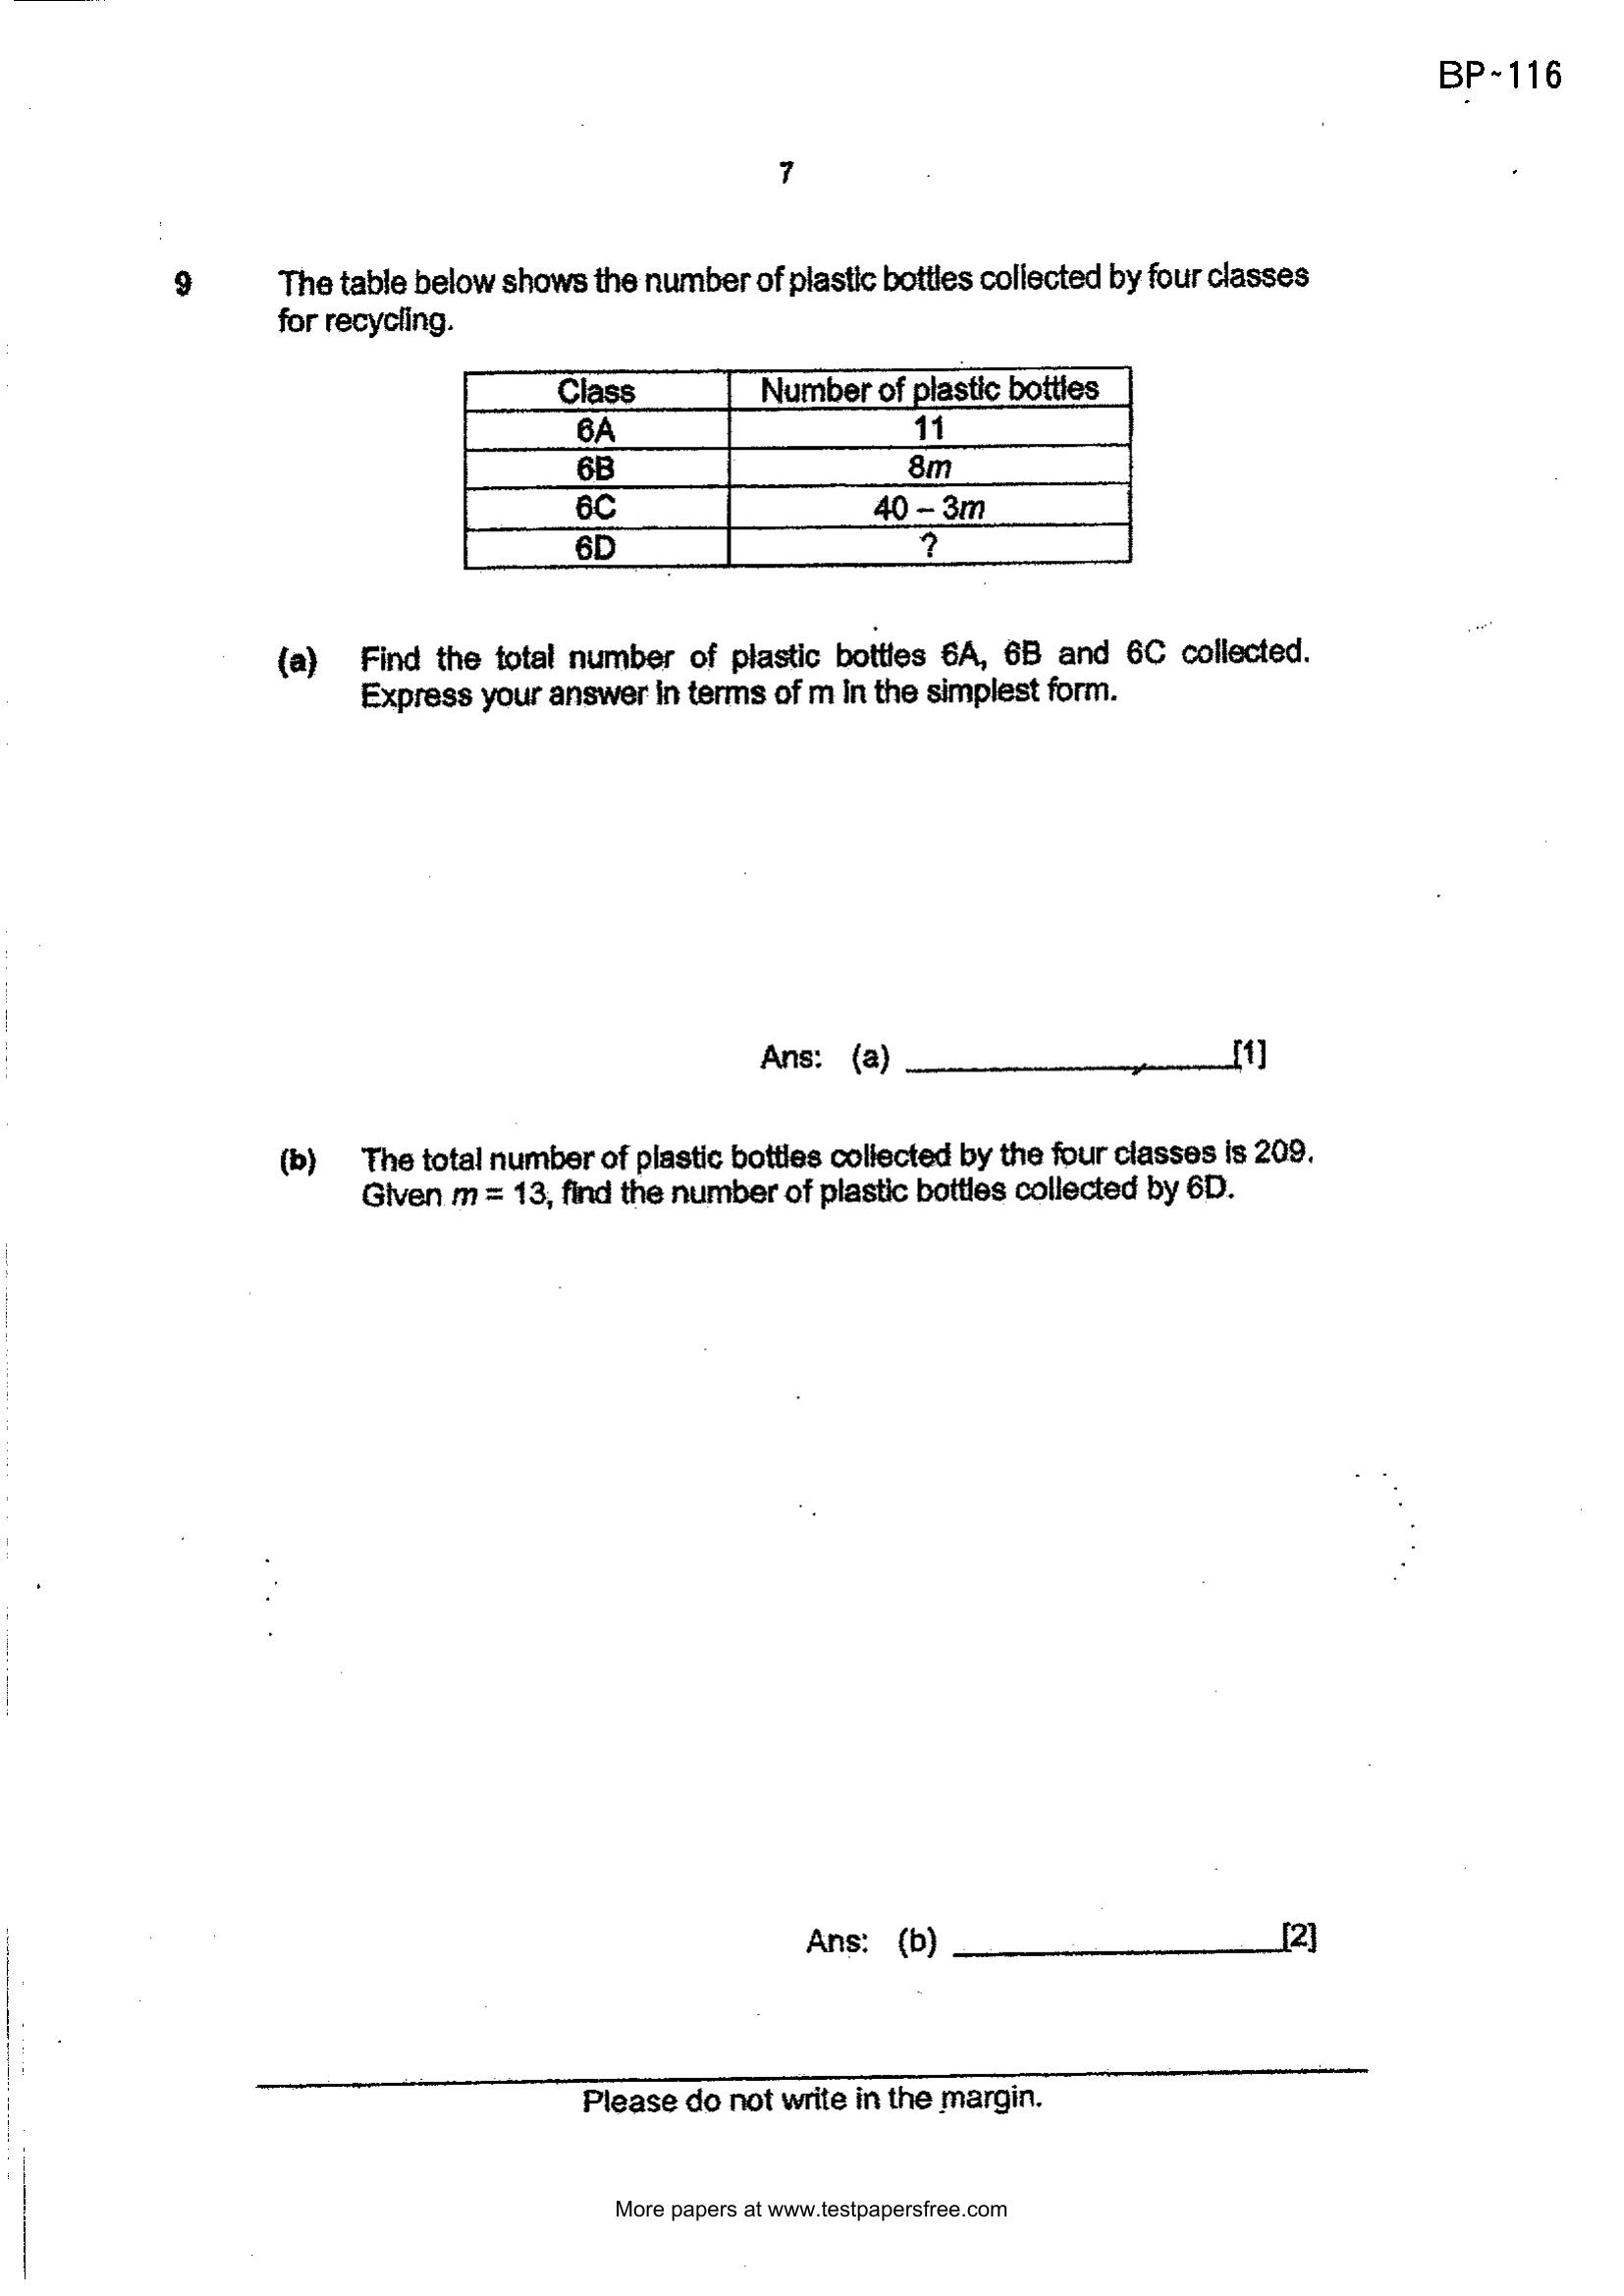 BP~116
7
9 The table below shows the number of plastic bottles collected by four classes
for recycling.
Class Number of plastic bottles
6A 11
6B 8m
6C 40 – 3m
6D ?
(a) Find the total number of plastic bottles 6A, 6B and 6C collected.
Express your answer in terms of m in the simplest form.
Ans: (a) [1]
(b) The total number of plastic bottles collected by the four classes is 209.
Given m = 13, find the number of plastic bottles collected by 6D.
Ans: (b) [2]
Please do not write in the margin.
More papers at www.testpapersfree.com